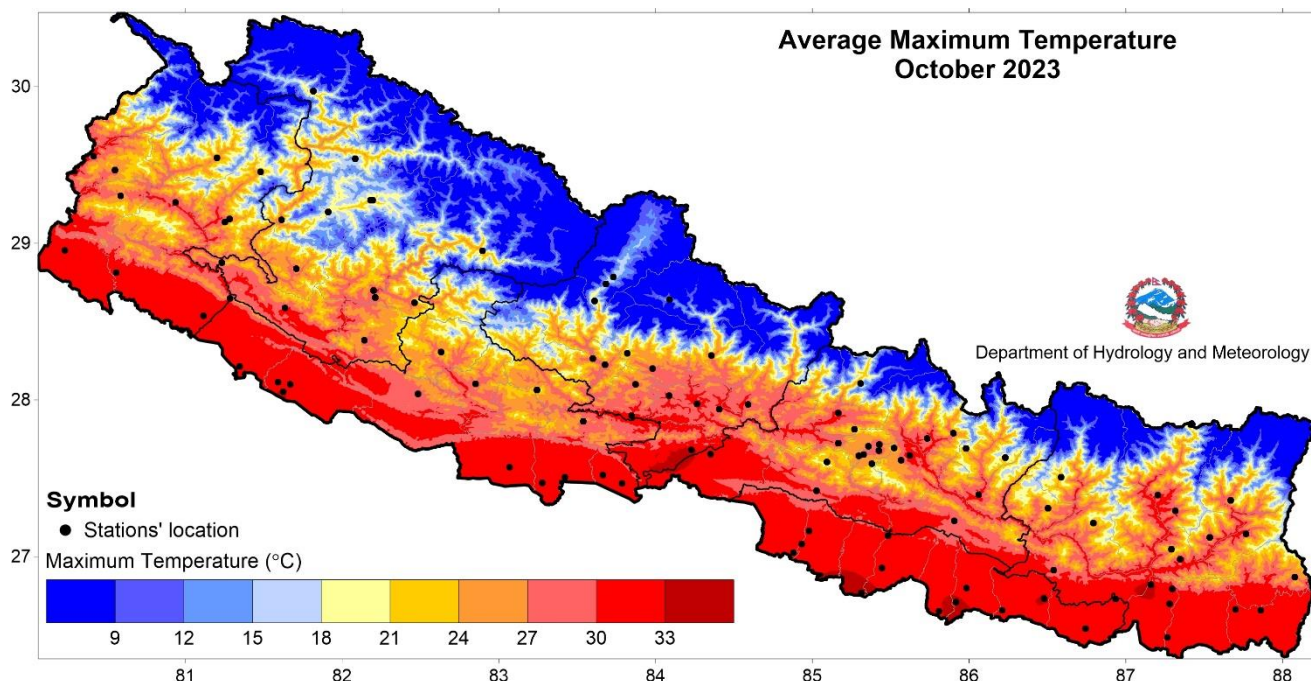 Average Maximum Temperature
October 2023
30
29
28
27
Department of Hydrology and Meteorology
Symbol
Stations' location
Maximum Temperature (°C)
9 12 15 18 21 24 27 30 33
81 82 83 84 85 86 87 88